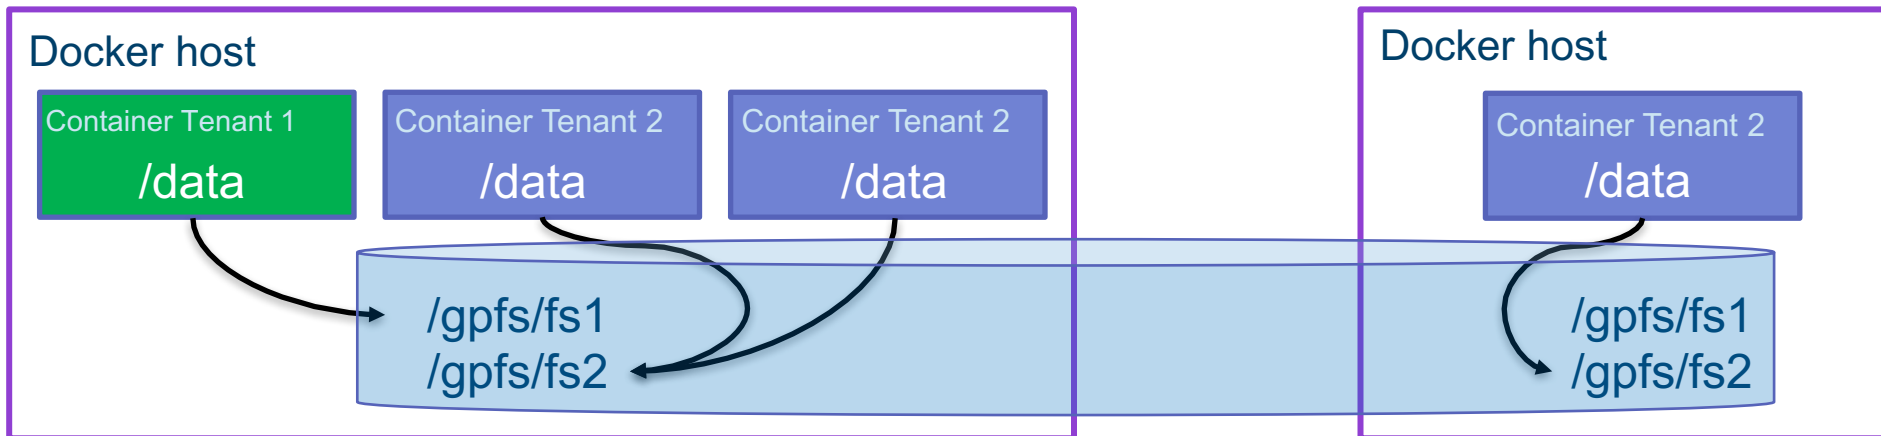 Docker host
Container Tenant 1
/data
Container Tenant 2
/data
Container Tenant 2
/data
/gpfs/fs1
/gpfs/fs2
Docker host
Container Tenant 2
/data
/gpfs/fs1
/gpfs/fs2